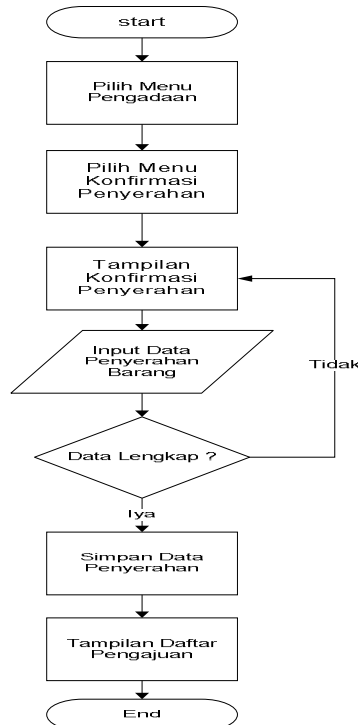 start
Pilih Menu
Pengadaan
Pilih Menu
Konfirmasi
Penyerahan
Tampilan
Konfirmasi
Penyerahan
Input Data
Penyerahan
Barang
Tidak
Data Lengkap ?
Iya
Simpan Data
Penyerahan
Tampilan Daftar
Pengajuan
End